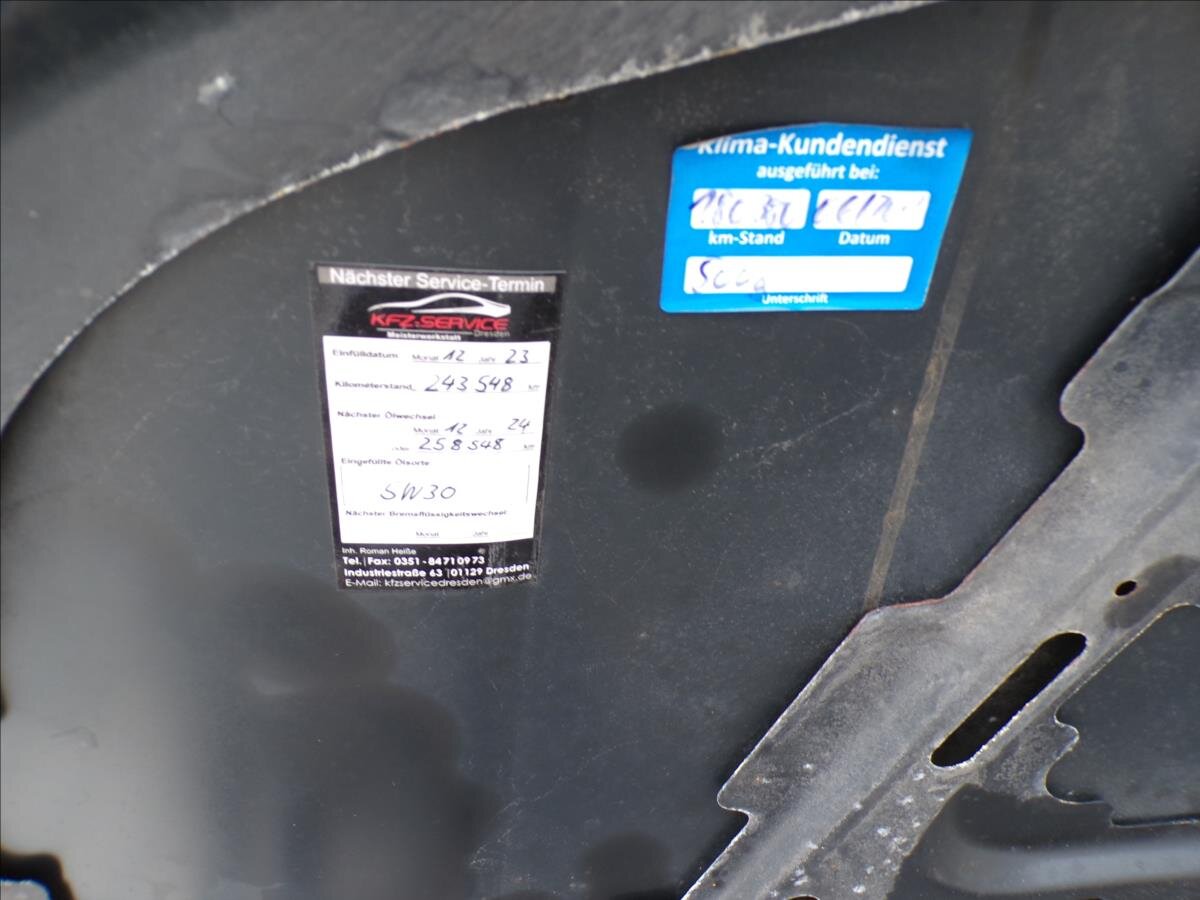 Nächster Service-Termin
KFZ-SERVICE
Meisterwerkstatt Dresden
Einfülldatum Monat 12 Jahr 23
Kilometerstand 243 548 km
Nächster Ölwechsel
Monat 12 Jahr 24
oder 258 548 km
Eingefüllte Ölsorte
5W30
Nächster Bremsflüssigkeitswechsel
Monat Jahr
Inh. Roman Heiße
Tel. | Fax: 0351 - 84710973
Industriestraße 63 | 01129 Dresden
E-Mail: kfzservicedresden@gmx.de
Klima-Kundendienst
ausgeführt bei:
km-Stand Datum
Unterschrift